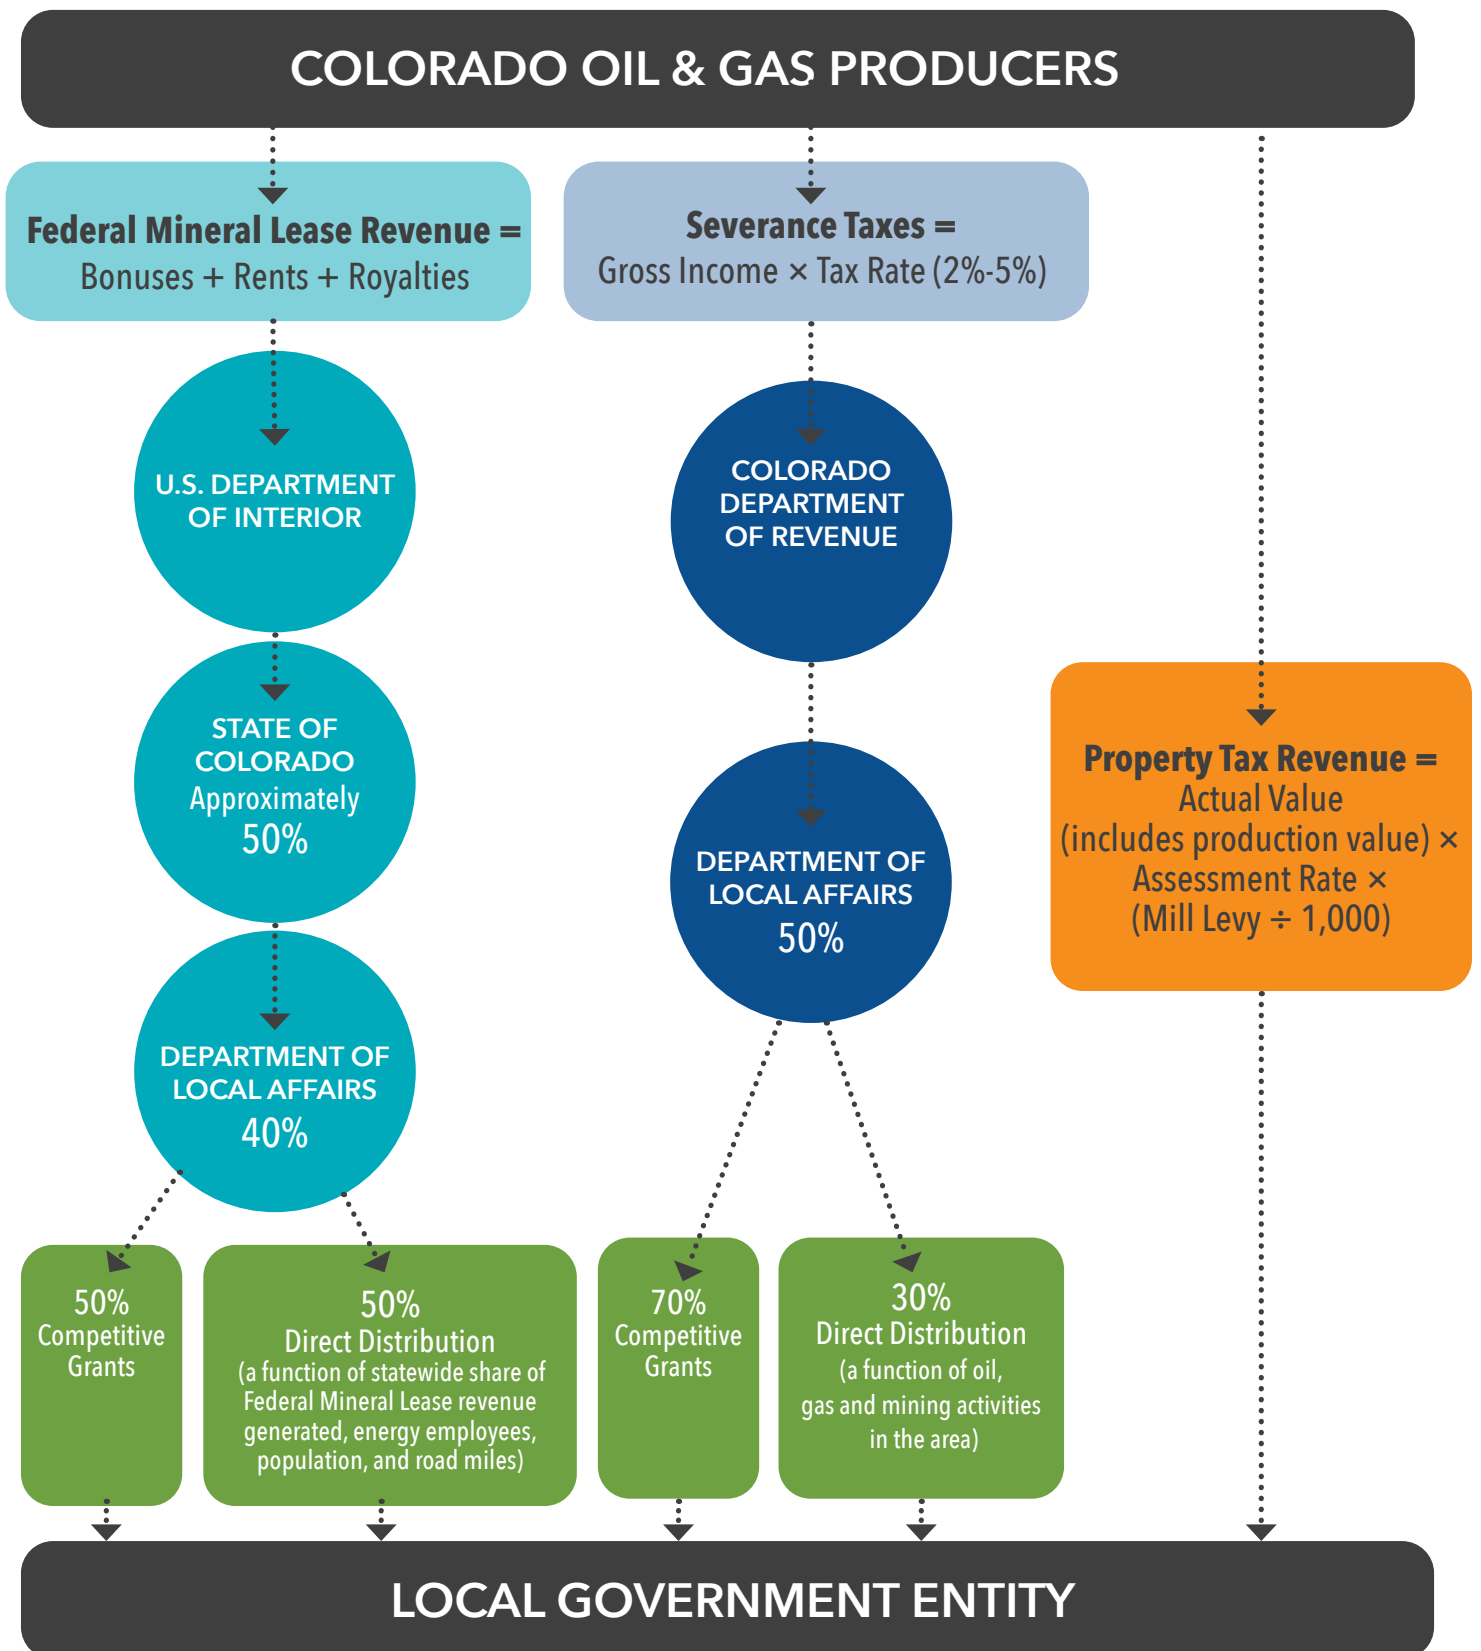 COLORADO OIL & GAS PRODUCERS
Federal Mineral Lease Revenue =
Bonuses + Rents + Royalties
Severance Taxes =
Gross Income × Tax Rate (2%-5%)
U.S. DEPARTMENT
OF INTERIOR
COLORADO
DEPARTMENT
OF REVENUE
STATE OF
COLORADO
Approximately
50%
DEPARTMENT OF
LOCAL AFFAIRS
50%
Property Tax Revenue =
Actual Value
(includes production value) ×
Assessment Rate ×
(Mill Levy ÷ 1,000)
DEPARTMENT OF
LOCAL AFFAIRS
40%
50%
Competitive
Grants
50%
Direct Distribution
(a function of statewide share of
Federal Mineral Lease revenue
generated, energy employees,
population, and road miles)
70%
Competitive
Grants
30%
Direct Distribution
(a function of oil,
gas and mining activities
in the area)
LOCAL GOVERNMENT ENTITY